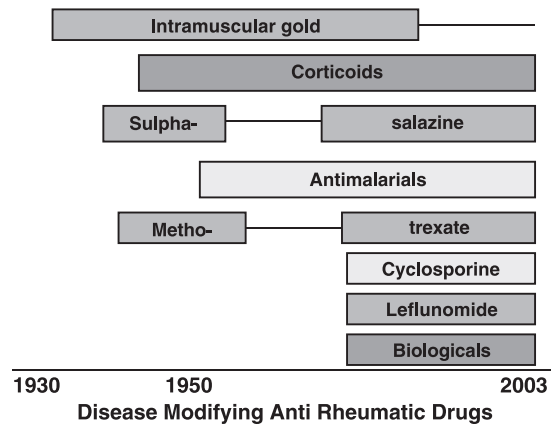 Intramuscular gold
Corticoids
Sulpha- salazine
Antimalarials
Metho- trexate
Cyclosporine
Leflunomide
Biologicals
1930 1950 2003
Disease Modifying Anti Rheumatic Drugs